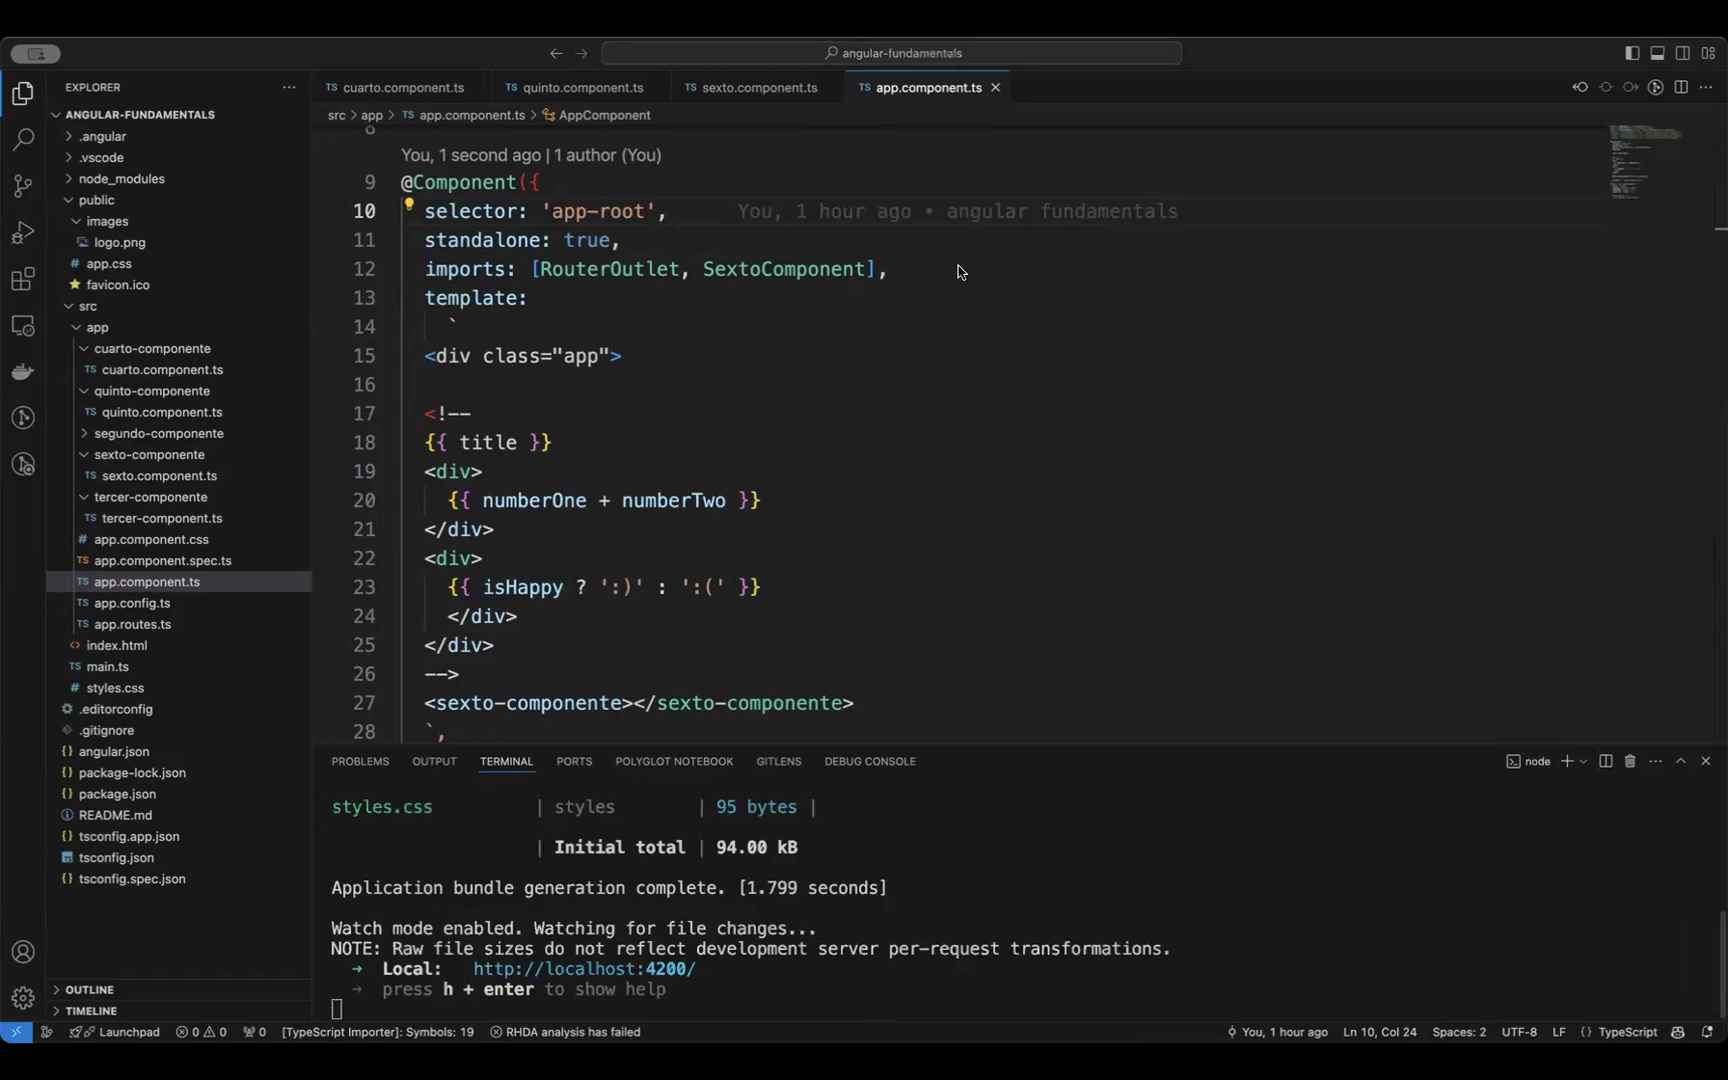 angular-fundamentals
EXPLORER
ANGULAR-FUNDAMENTALS
.angular
.vscode
node_modules
public
images
logo.png
app.css
favicon.ico
src
app
cuarto-componente
TS cuarto.component.ts
quinto-componente
TS quinto.component.ts
segundo-componente
sexto-componente
TS sexto.component.ts
tercer-componente
TS tercer-component.ts
# app.component.css
TS app.component.spec.ts
TS app.component.ts
TS app.config.ts
TS app.routes.ts
<> index.html
TS main.ts
# styles.css
.editorconfig
.gitignore
{} angular.json
{} package-lock.json
{} package.json
README.md
tsconfig.app.json
tsconfig.json
{} tsconfig.spec.json
OUTLINE
TIMELINE
TS cuarto.component.ts
TS quinto.component.ts
TS sexto.component.ts
TS app.component.ts
src > app > TS app.component.ts > AppComponent
8
You, 1 second ago | 1 author (You)
9 @Component({
10 selector: 'app-root', You, 1 hour ago • angular fundamentals
11 standalone: true,
12 imports: [RouterOutlet, SextoComponent],
13 template:
14 `
15 <div class="app">
16
17 <!--
18 {{ title }}
19 <div>
20 {{ numberOne + numberTwo }}
21 </div>
22 <div>
23 {{ isHappy ? ':)' : ':(' }}
24 </div>
25 </div>
26 -->
27 <sexto-componente></sexto-componente>
28 `,
PROBLEMS OUTPUT TERMINAL PORTS POLYGLOT NOTEBOOK GITLENS DEBUG CONSOLE
node
styles.css | styles | 95 bytes |
| Initial total | 94.00 kB
Application bundle generation complete. [1.799 seconds]
Watch mode enabled. Watching for file changes...
NOTE: Raw file sizes do not reflect development server per-request transformations.
➜ Local: http://localhost:4200/
➜ press h + enter to show help
Launchpad 0 0 0 [TypeScript Importer]: Symbols: 19 RHDA analysis has failed
You, 1 hour ago Ln 10, Col 24 Spaces: 2 UTF-8 LF {} TypeScript